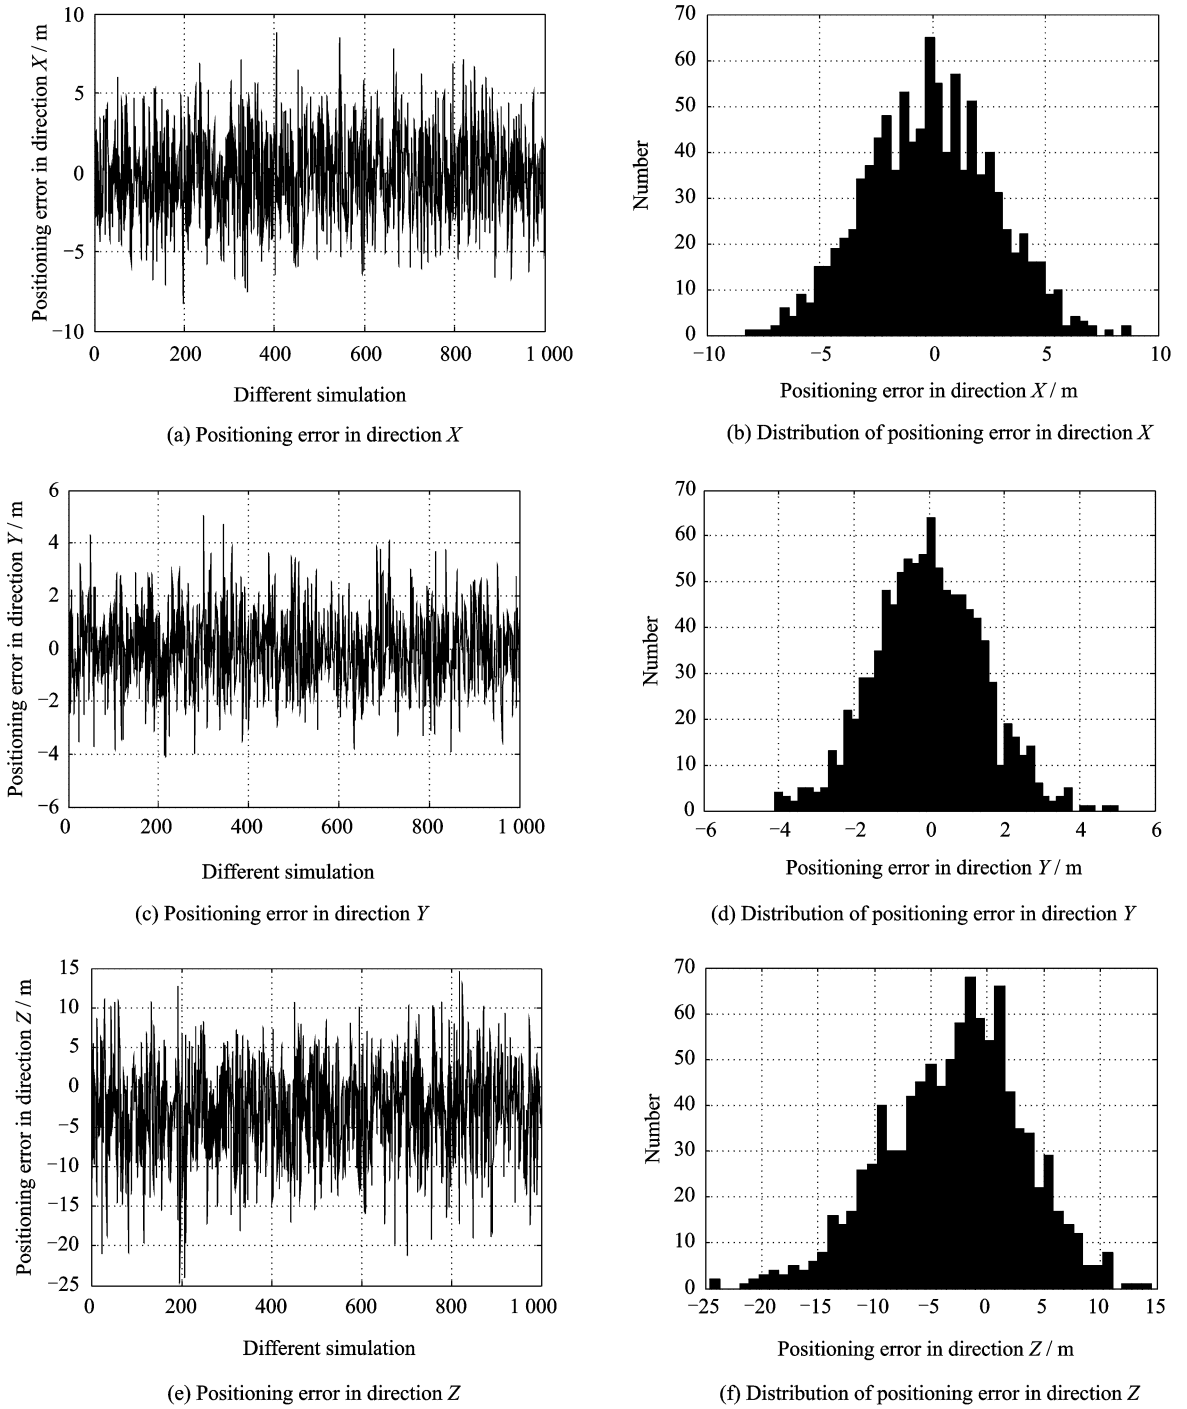 10
5
0
−5
−10
Positioning error in direction X / m
0 200 400 600 800 1 000
Different simulation
(a) Positioning error in direction X
70
60
50
40
30
20
10
0
Number
−10 −5 0 5 10
Positioning error in direction X / m
(b) Distribution of positioning error in direction X
6
4
2
0
−2
−4
−6
Positioning error in direction Y / m
0 200 400 600 800 1 000
Different simulation
(c) Positioning error in direction Y
70
60
50
40
30
20
10
0
Number
−6 −4 −2 0 2 4 6
Positioning error in direction Y / m
(d) Distribution of positioning error in direction Y
15
10
5
0
−5
−10
−15
−20
−25
Positioning error in direction Z / m
0 200 400 600 800 1 000
Different simulation
(e) Positioning error in direction Z
70
60
50
40
30
20
10
0
Number
−25 −20 −15 −10 −5 0 5 10 15
Positioning error in direction Z / m
(f) Distribution of positioning error in direction Z